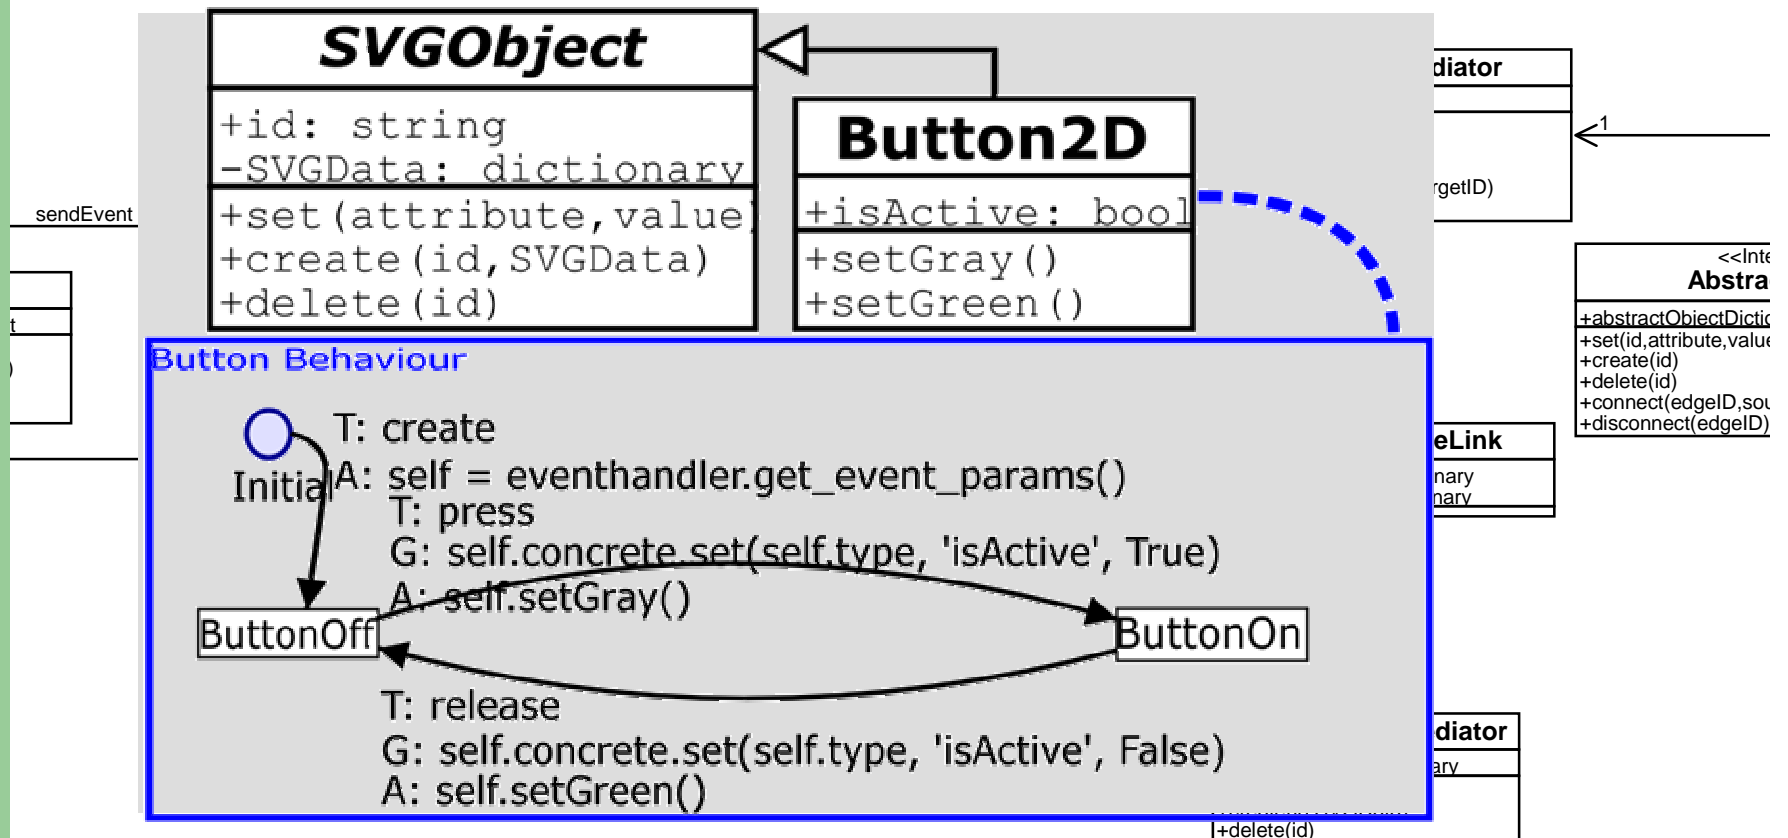 SVGObject
+id: string
-SVGData: dictionary
+set(attribute,value)
+create(id,SVGData)
+delete(id)
Button2D
+isActive: bool
+setGray()
+setGreen()
sendEvent
t
)
diator
1
rgetID)
<<Inte
Abstra
+abstractObjectDictio
+set(id,attribute,value
+create(id)
+delete(id)
+connect(edgeID,sou
+disconnect(edgeID)
eLink
nary
nary
Button Behaviour
Initial
T: create
A: self = eventhandler.get_event_params()
T: press
G: self.concrete.set(self.type, 'isActive', True)
A: self.setGray()
ButtonOff
ButtonOn
T: release
G: self.concrete.set(self.type, 'isActive', False)
A: self.setGreen()
diator
ary
+delete(id)